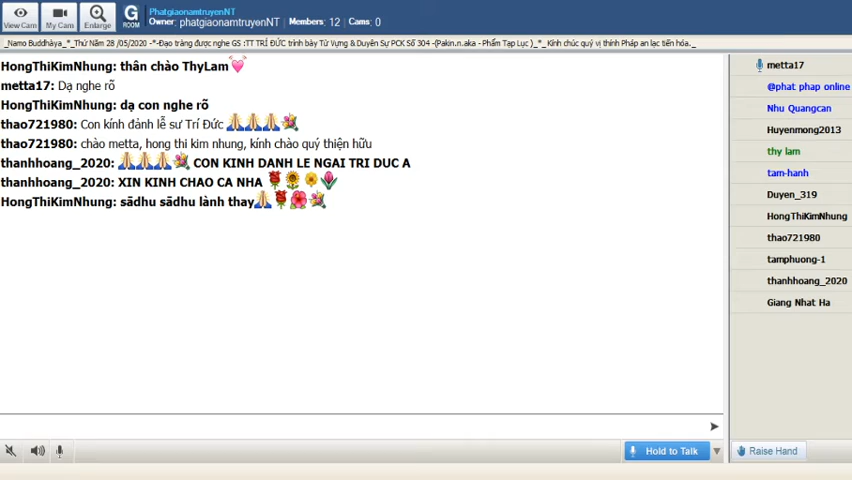 PhatgiaonamtruyenNT
Owner: phatgiaonamtruyenNT Members: 12 Cams: 0
View Cam My Cam Enlarge G ROOM
_Namo Buddhàya_*_Thứ Năm 28 /05/2020 -*-Đạo tràng được nghe GS :TT TRÍ ĐỨC trình bày Tứ Vựng & Duyên Sự PCK Số 304 -(Pakin.n.aka - Phẩm Tạp Lục )_*_Kính chúc quý vị thính Pháp an lạc tiến hóa._
HongThiKimNhung: thân chào ThyLam
metta17: Dạ nghe rõ
HongThiKimNhung: dạ con nghe rõ
thao721980: Con kính đảnh lễ sư Trí Đức
thao721980: chào metta, hong thi kim nhung, kính chào quý thiện hữu
thanhhoang_2020: CON KINH DANH LE NGAI TRI DUC A
thanhhoang_2020: XIN KINH CHAO CA NHA
HongThiKimNhung: sādhu sādhu lành thay
metta17
@phat phap online
Nhu Quangcan
Huyenmong2013
thy lam
tam-hanh
Duyen_319
HongThiKimNhung
thao721980
tamphuong-1
thanhhoang_2020
Giang Nhat Ha
Hold to Talk
Raise Hand